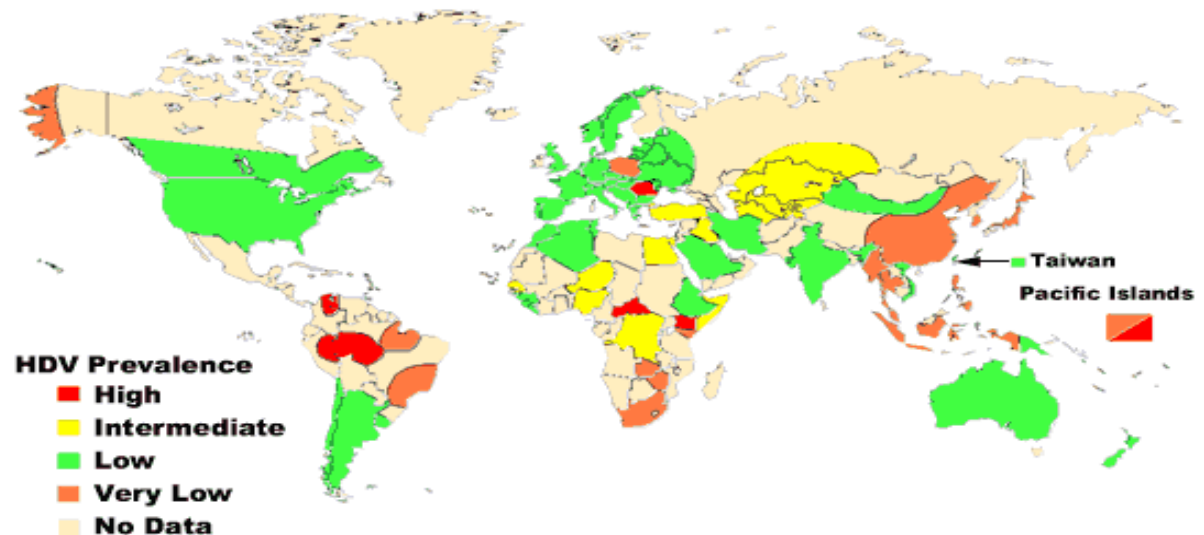 Taiwan
Pacific Islands
HDV Prevalence
High
Intermediate
Low
Very Low
No Data